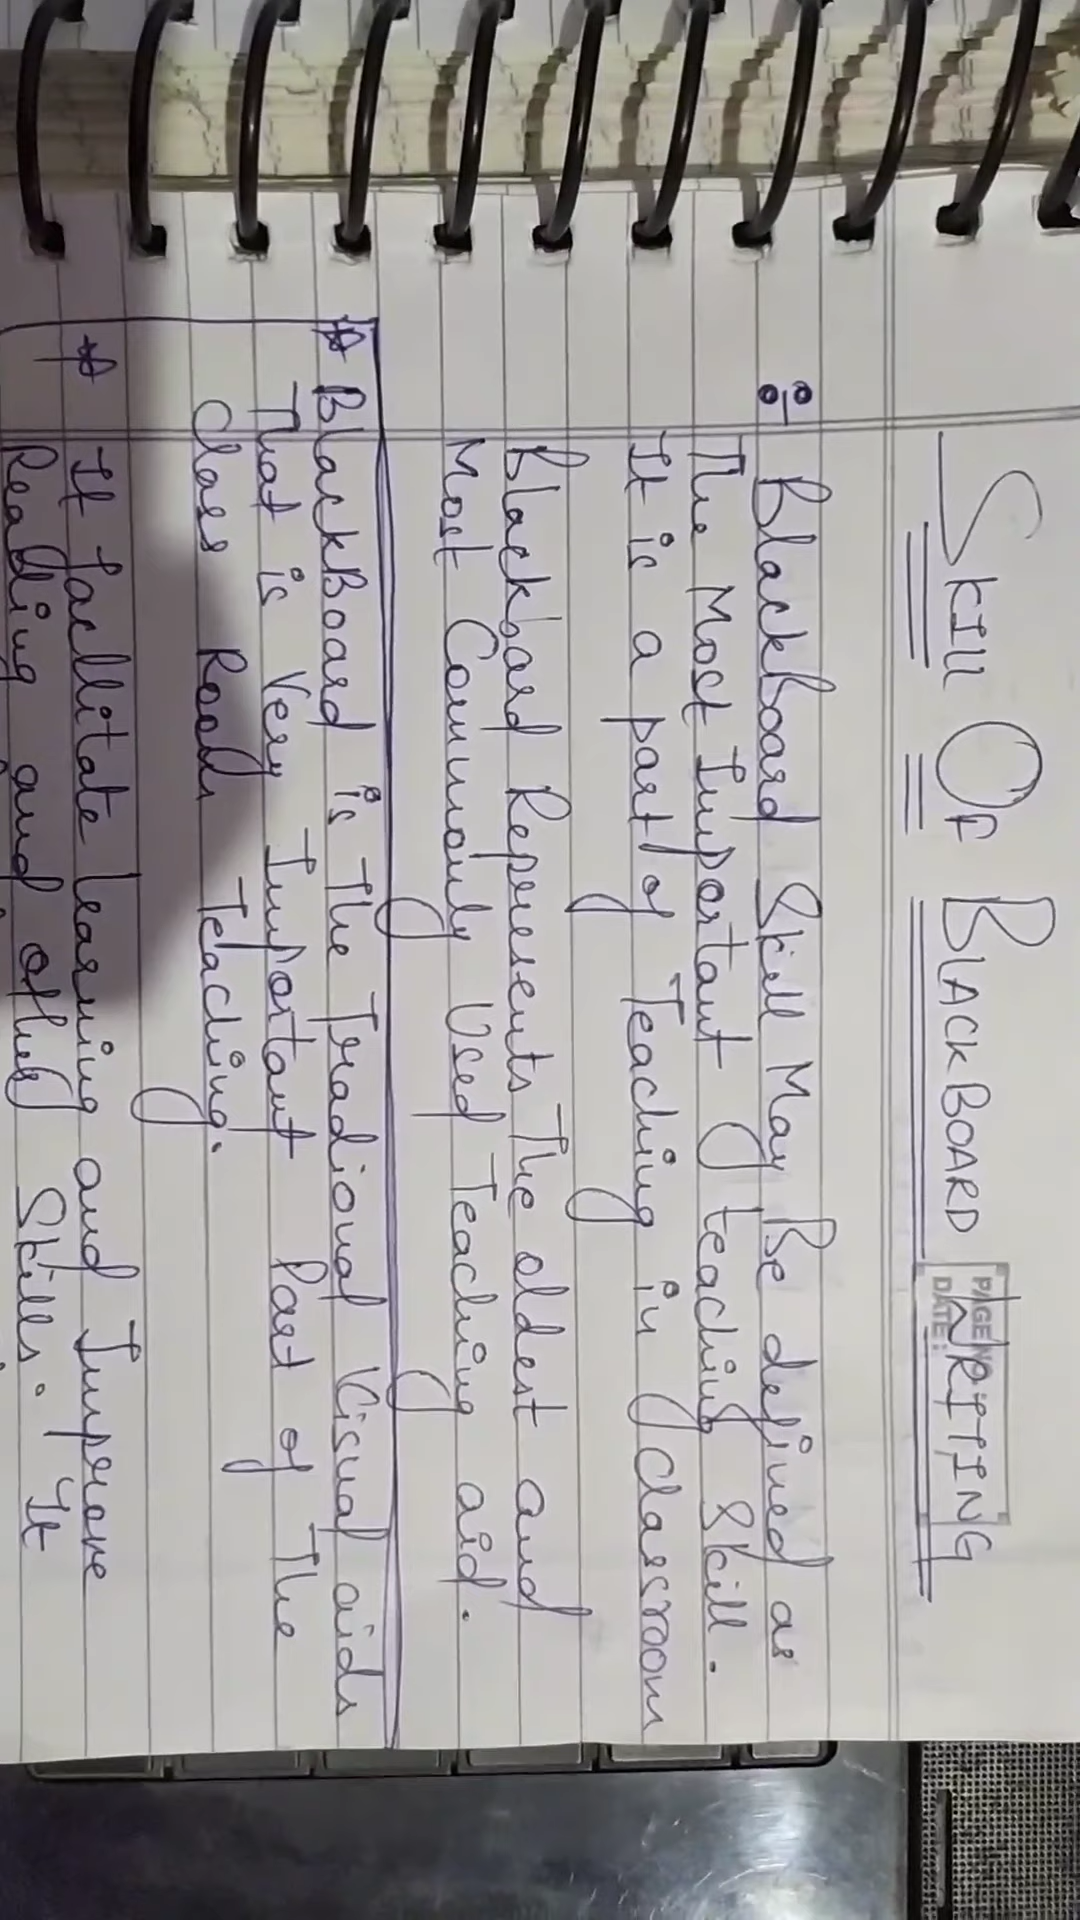 SKIll OF BLACKBOARD WRITING
PAGE NO.:
DATE:
:- BlackBoard Skill May Be defined as
The Most Important teaching Skill.
It is a part of Teaching in classroom
Blackboard Represents The oldest and
Most Commonly Used Teaching aid.
* BlackBoard is The Tradional Visual aids
That is Very Important Part of The
Class Room Teaching.
* It facllitate learning and Improve
Reading and other Skills. It